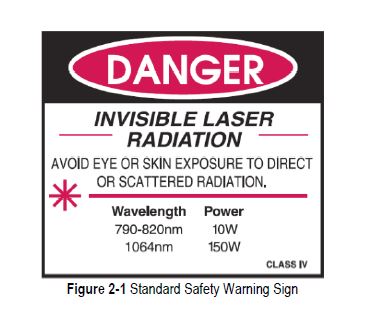 DANGER
INVISIBLE LASER
RADIATION
AVOID EYE OR SKIN EXPOSURE TO DIRECT
OR SCATTERED RADIATION.
Wavelength Power
790-820nm 10W
1064nm 150W
CLASS IV
Figure 2-1 Standard Safety Warning Sign